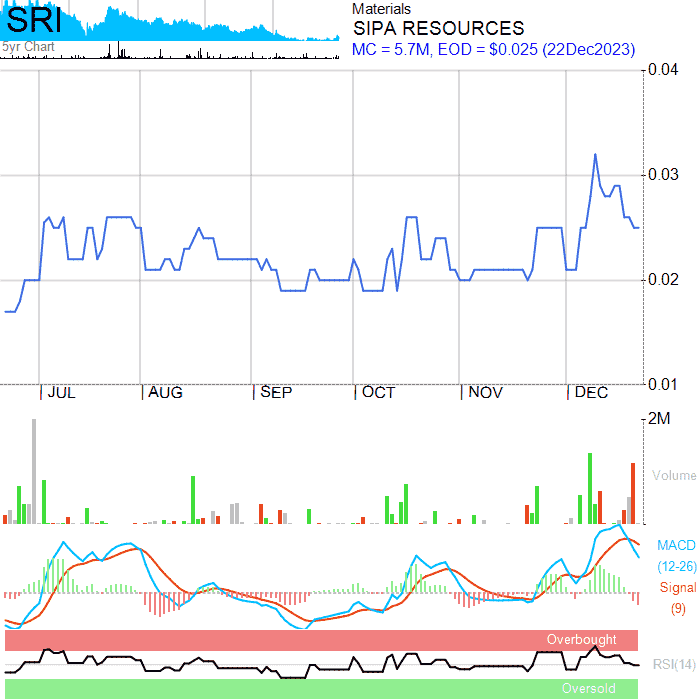 SRI
5yr Chart
Materials
SIPA RESOURCES
MC = 5.7M, EOD = $0.025 (22Dec2023)
0.04
0.03
0.02
0.01
JUL AUG SEP OCT NOV DEC
2M
Volume
MACD
(12-26)
Signal
(9)
Overbought
RSI(14)
Oversold